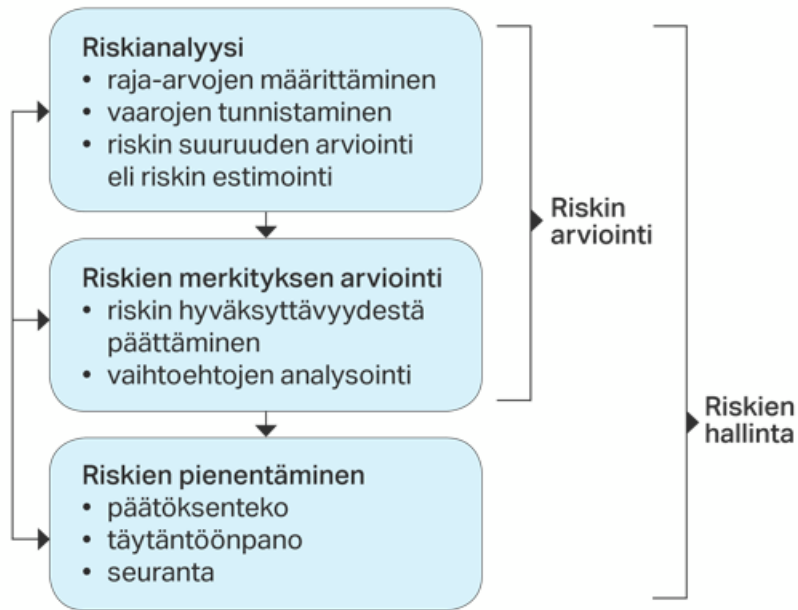 Riskianalyysi
• raja-arvojen määrittäminen
• vaarojen tunnistaminen
• riskin suuruuden arviointi
eli riskin estimointi
Riskin
arviointi
Riskien merkityksen arviointi
• riskin hyväksyttävyydestä
päättäminen
• vaihtoehtojen analysointi
Riskien
hallinta
Riskien pienentäminen
• päätöksenteko
• täytäntöönpano
• seuranta